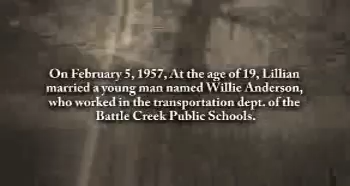 On February 5, 1957, At the age of 19, Lillian
married a young man named Willie Anderson,
who worked in the transportation dept. of the
Battle Creek Public Schools.